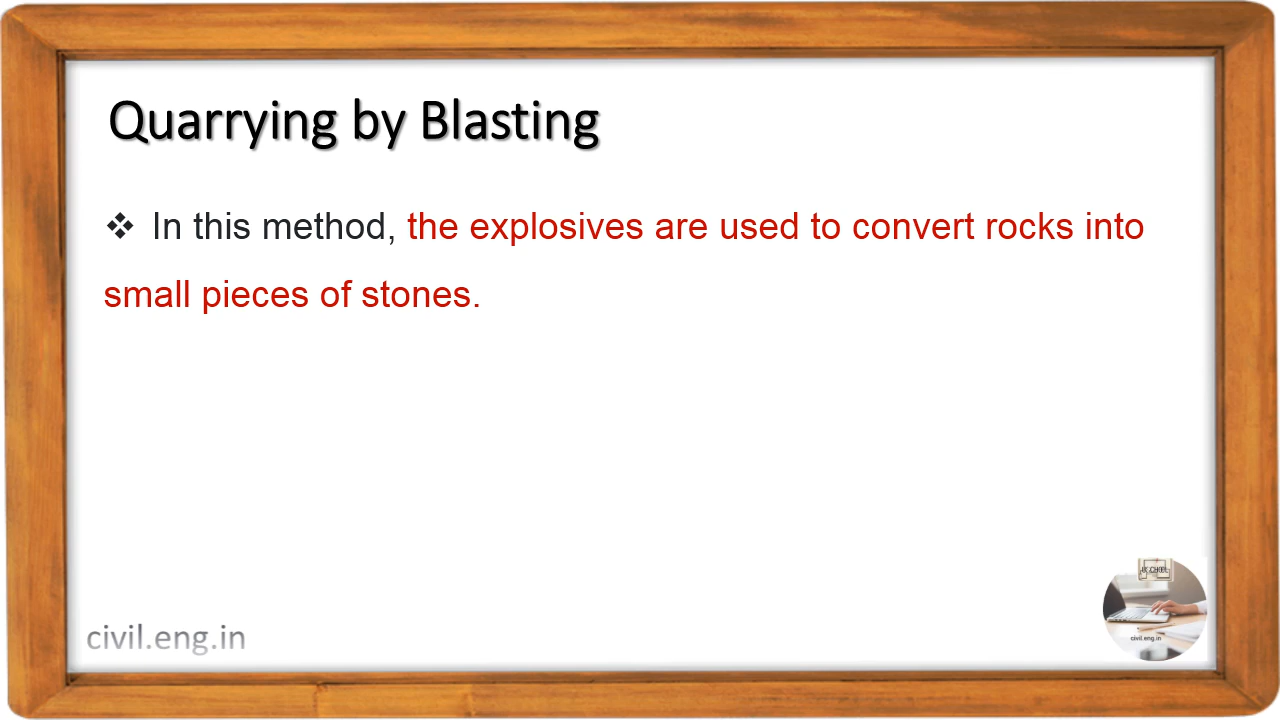 Quarrying by Blasting
❖ In this method, the explosives are used to convert rocks into
small pieces of stones.
civil.eng.in
civil.eng.in